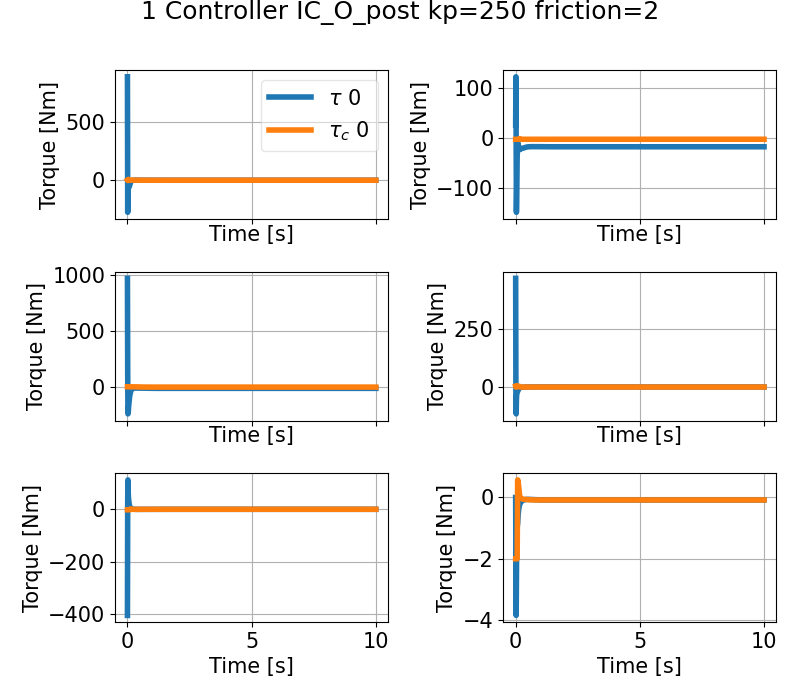 1 Controller IC_O_post kp=250 friction=2
Torque [Nm]
500
0
τ 0
τc 0
Time [s]
Torque [Nm]
100
0
−100
Time [s]
Torque [Nm]
1000
500
0
Time [s]
Torque [Nm]
250
0
Time [s]
Torque [Nm]
0
−200
−400
0 5 10
Time [s]
Torque [Nm]
0
−2
−4
0 5 10
Time [s]